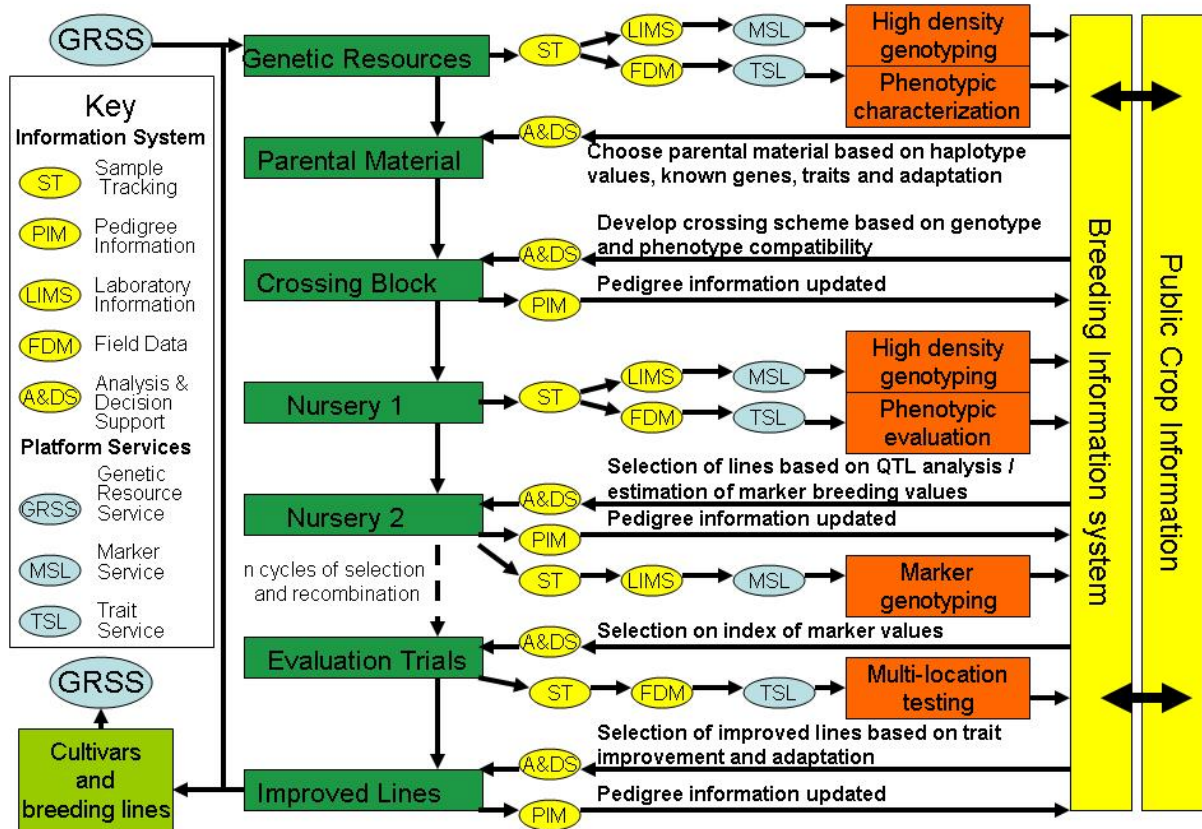 GRSS
Key
Information System
ST
Sample
Tracking
PIM
Pedigree
Information
LIMS
Laboratory
Information
FDM
Field Data
A&DS
Analysis &
Decision
Support
Platform Services
GRSS
Genetic
Resource
Service
MSL
Marker
Service
TSL
Trait
Service
GRSS
Cultivars
and
breeding lines
Genetic Resources
ST
LIMS
MSL
High density
genotyping
FDM
TSL
Phenotypic
characterization
A&DS
Parental Material
Choose parental material based on haplotype
values, known genes, traits and adaptation
Develop crossing scheme based on genotype
and phenotype compatibility
A&DS
Crossing Block
PIM
Pedigree information updated
Nursery 1
ST
LIMS
MSL
High density
genotyping
FDM
TSL
Phenotypic
evaluation
Selection of lines based on QTL analysis /
estimation of marker breeding values
A&DS
Nursery 2
PIM
Pedigree information updated
n cycles of selection
and recombination
ST
LIMS
MSL
Marker
genotyping
A&DS
Selection on index of marker values
Evaluation Trials
ST
FDM
TSL
Multi-location
testing
Selection of improved lines based on trait
improvement and adaptation
A&DS
Improved Lines
PIM
Pedigree information updated
Breeding Information system
Public Crop Information